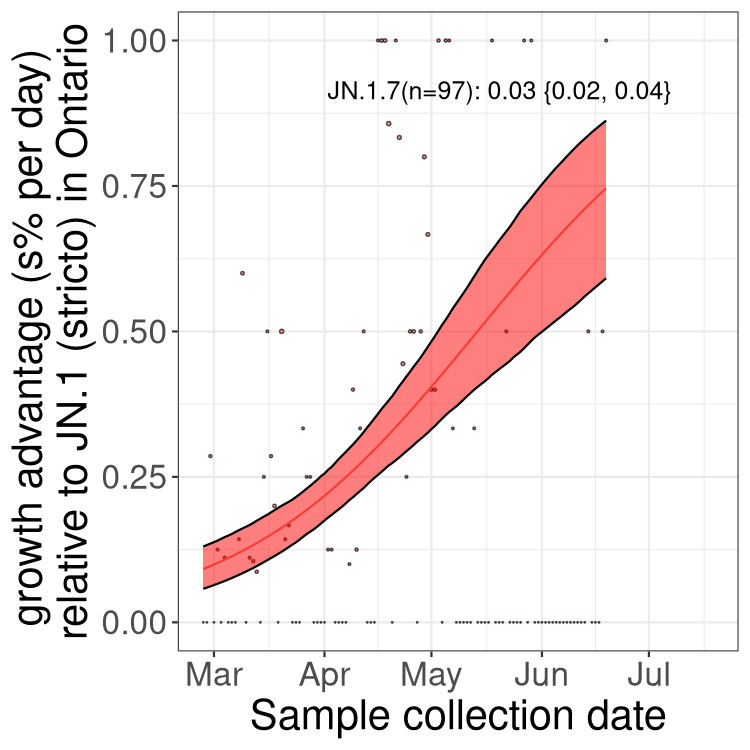 growth advantage (s% per day)
relative to JN.1 (stricto) in Ontario
1.00
0.75
0.50
0.25
0.00
JN.1.7(n=97): 0.03 {0.02, 0.04}
Mar Apr May Jun Jul
Sample collection date